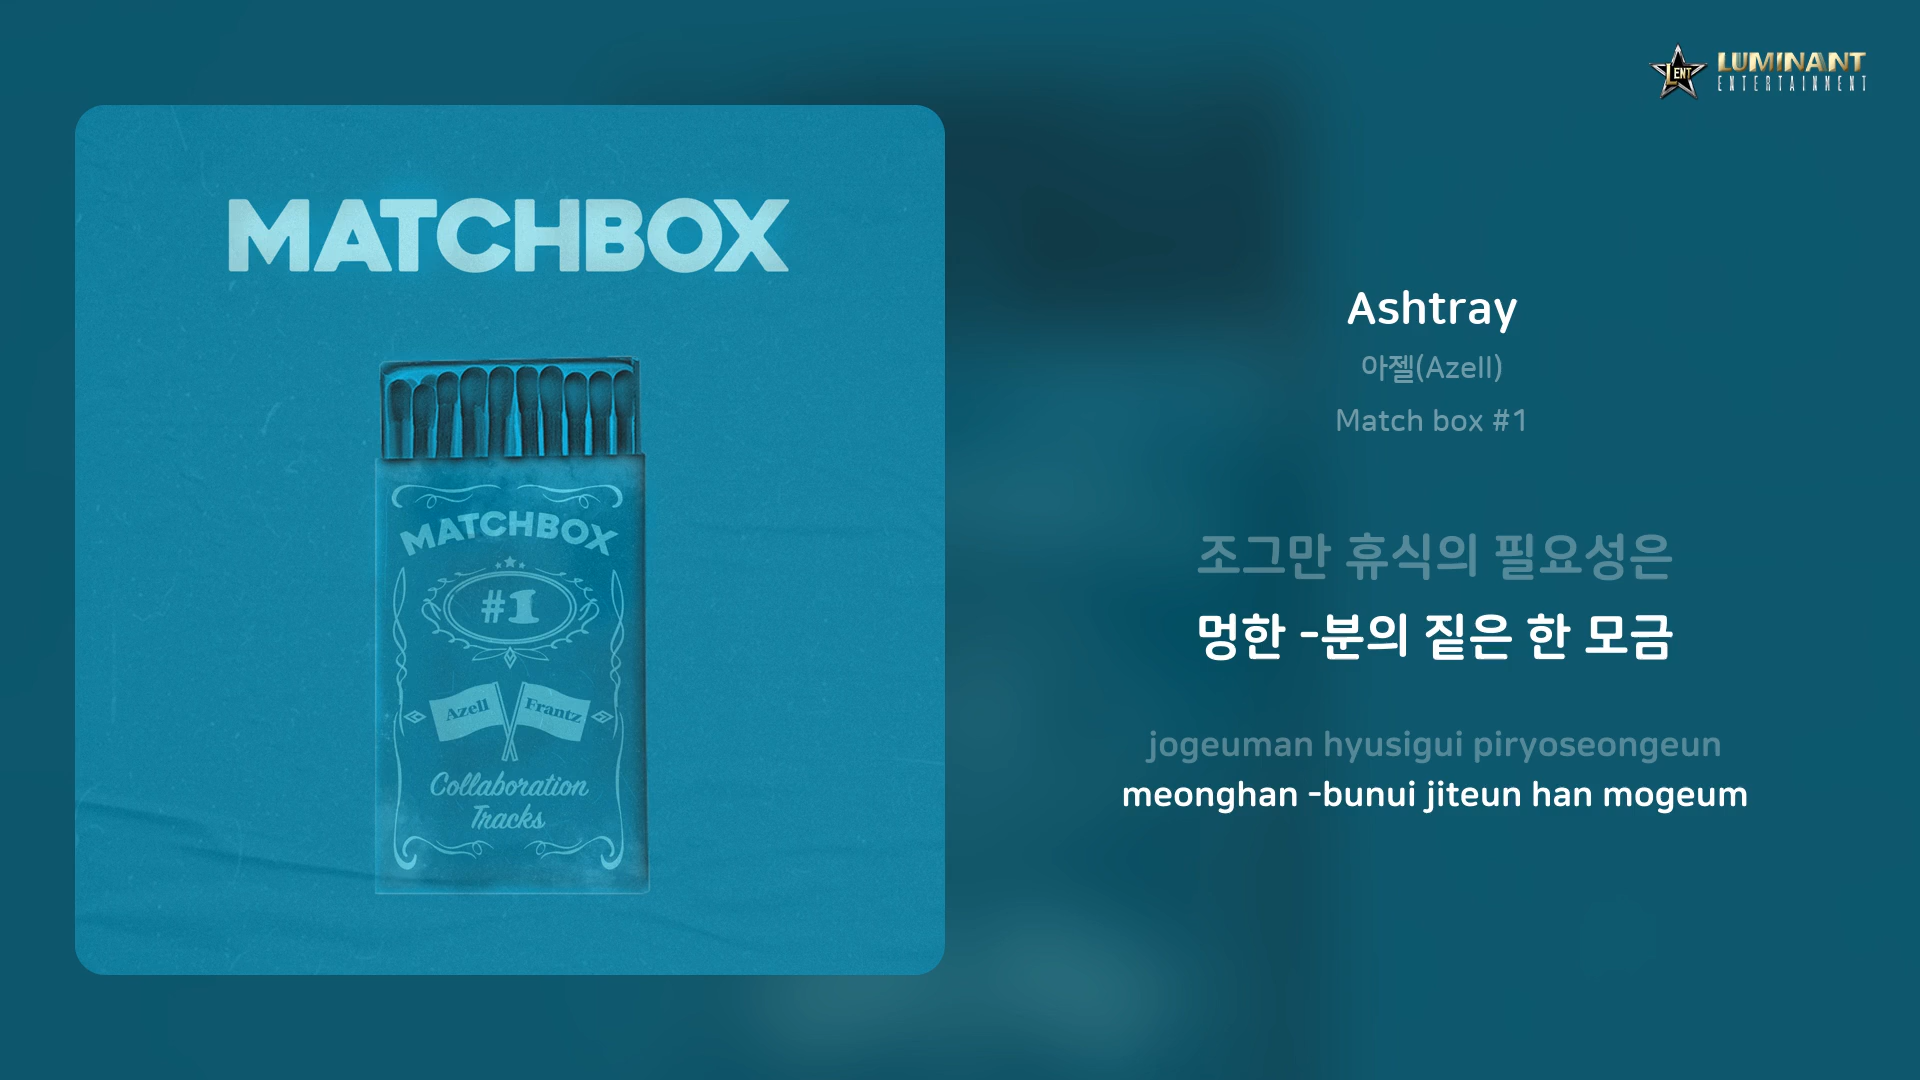 LENT
LUMINANT
ENTERTAINMENT
MATCHBOX
MATCHBOX
#1
Azell
Frantz
Collaboration
Tracks
Ashtray
아젤(Azell)
Match box #1
조그만 휴식의 필요성은
멍한 -분의 짙은 한 모금
jogeuman hyusigui piryoseongeun
meonghan -bunui jiteun han mogeum